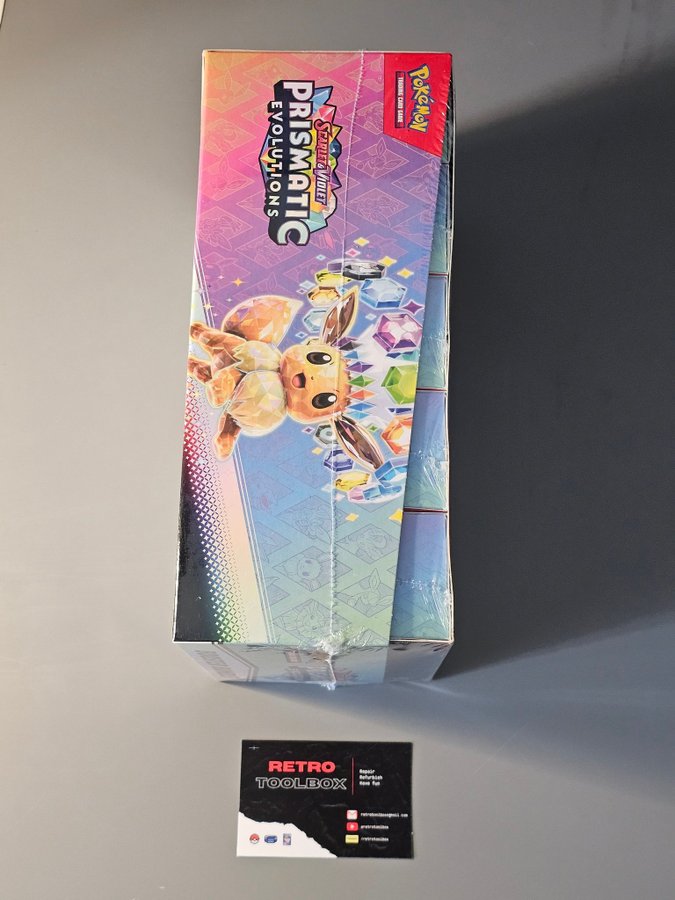 POKÉMON
TRADING CARD GAME
SCARLET & VIOLET
PRISMATIC
EVOLUTIONS
RETRO
TOOLBOX
Repair
Refurbish
Have fun